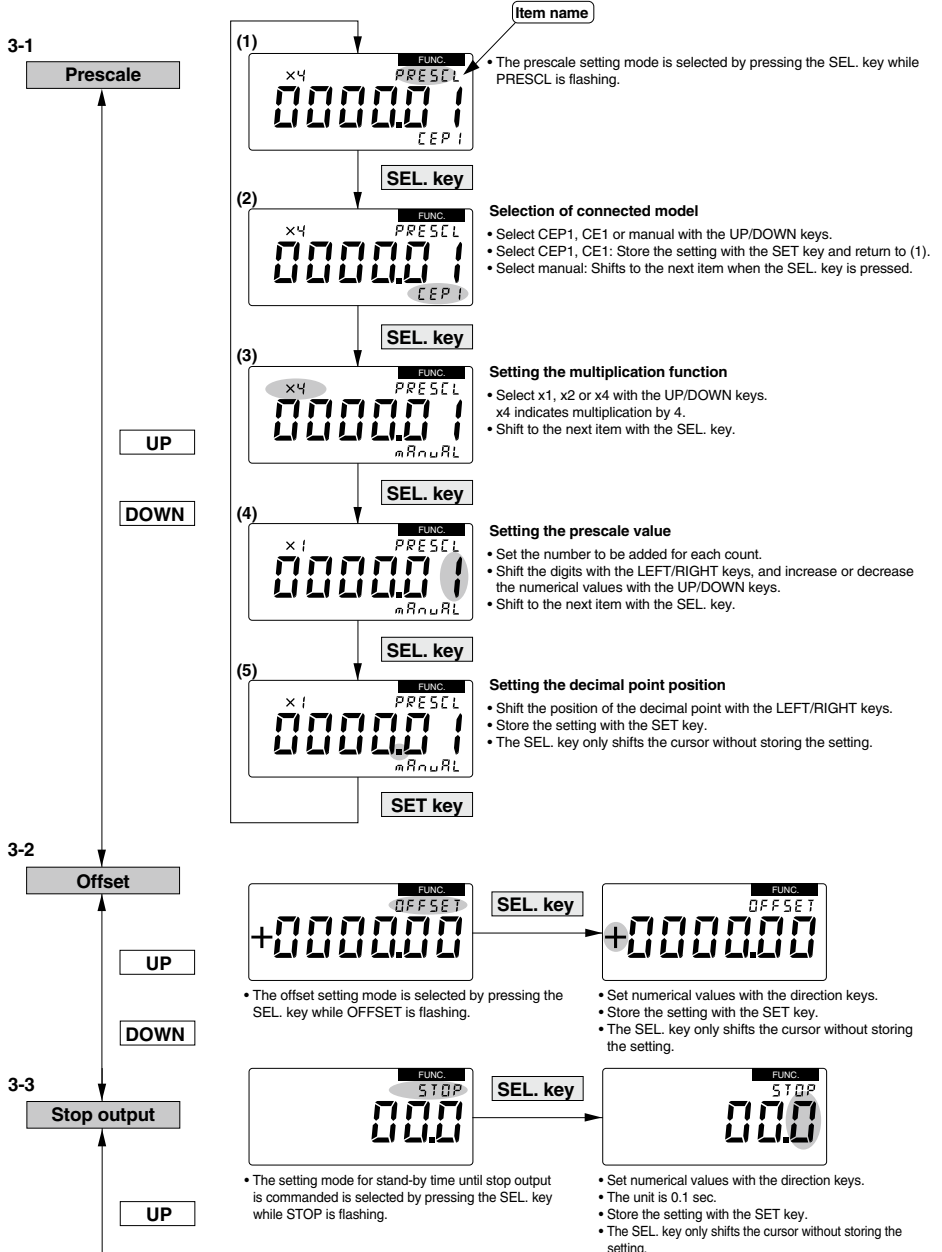 Item name
3-1
Prescale
(1)
FUNC.
×4 PRESCL
0000.01
CEP1
• The prescale setting mode is selected by pressing the SEL. key while
PRESCL is flashing.
SEL. key
(2)
FUNC.
×4 PRESCL
0000.01
CEP1
Selection of connected model
• Select CEP1, CE1 or manual with the UP/DOWN keys.
• Select CEP1, CE1: Store the setting with the SET key and return to (1).
• Select manual: Shifts to the next item when the SEL. key is pressed.
SEL. key
(3)
FUNC.
×4 PRESCL
0000.01
mAnuAL
Setting the multiplication function
• Select x1, x2 or x4 with the UP/DOWN keys.
x4 indicates multiplication by 4.
• Shift to the next item with the SEL. key.
UP
SEL. key
DOWN
(4)
FUNC.
×1 PRESCL
0000.01
mAnuAL
Setting the prescale value
• Set the number to be added for each count.
• Shift the digits with the LEFT/RIGHT keys, and increase or decrease
the numerical values with the UP/DOWN keys.
• Shift to the next item with the SEL. key.
SEL. key
(5)
FUNC.
×1 PRESCL
0000.01
mAnuAL
Setting the decimal point position
• Shift the position of the decimal point with the LEFT/RIGHT keys.
• Store the setting with the SET key.
• The SEL. key only shifts the cursor without storing the setting.
SET key
3-2
Offset
FUNC.
OFFSET
+0000.00
SEL. key
FUNC.
OFFSET
+0000.00
UP
DOWN
• The offset setting mode is selected by pressing the
SEL. key while OFFSET is flashing.
• Set numerical values with the direction keys.
• Store the setting with the SET key.
• The SEL. key only shifts the cursor without storing
the setting.
3-3
Stop output
FUNC.
STOP
00.0
SEL. key
FUNC.
STOP
00.0
UP
• The setting mode for stand-by time until stop output
is commanded is selected by pressing the SEL. key
while STOP is flashing.
• Set numerical values with the direction keys.
• The unit is 0.1 sec.
• Store the setting with the SET key.
• The SEL. key only shifts the cursor without storing the
setting.